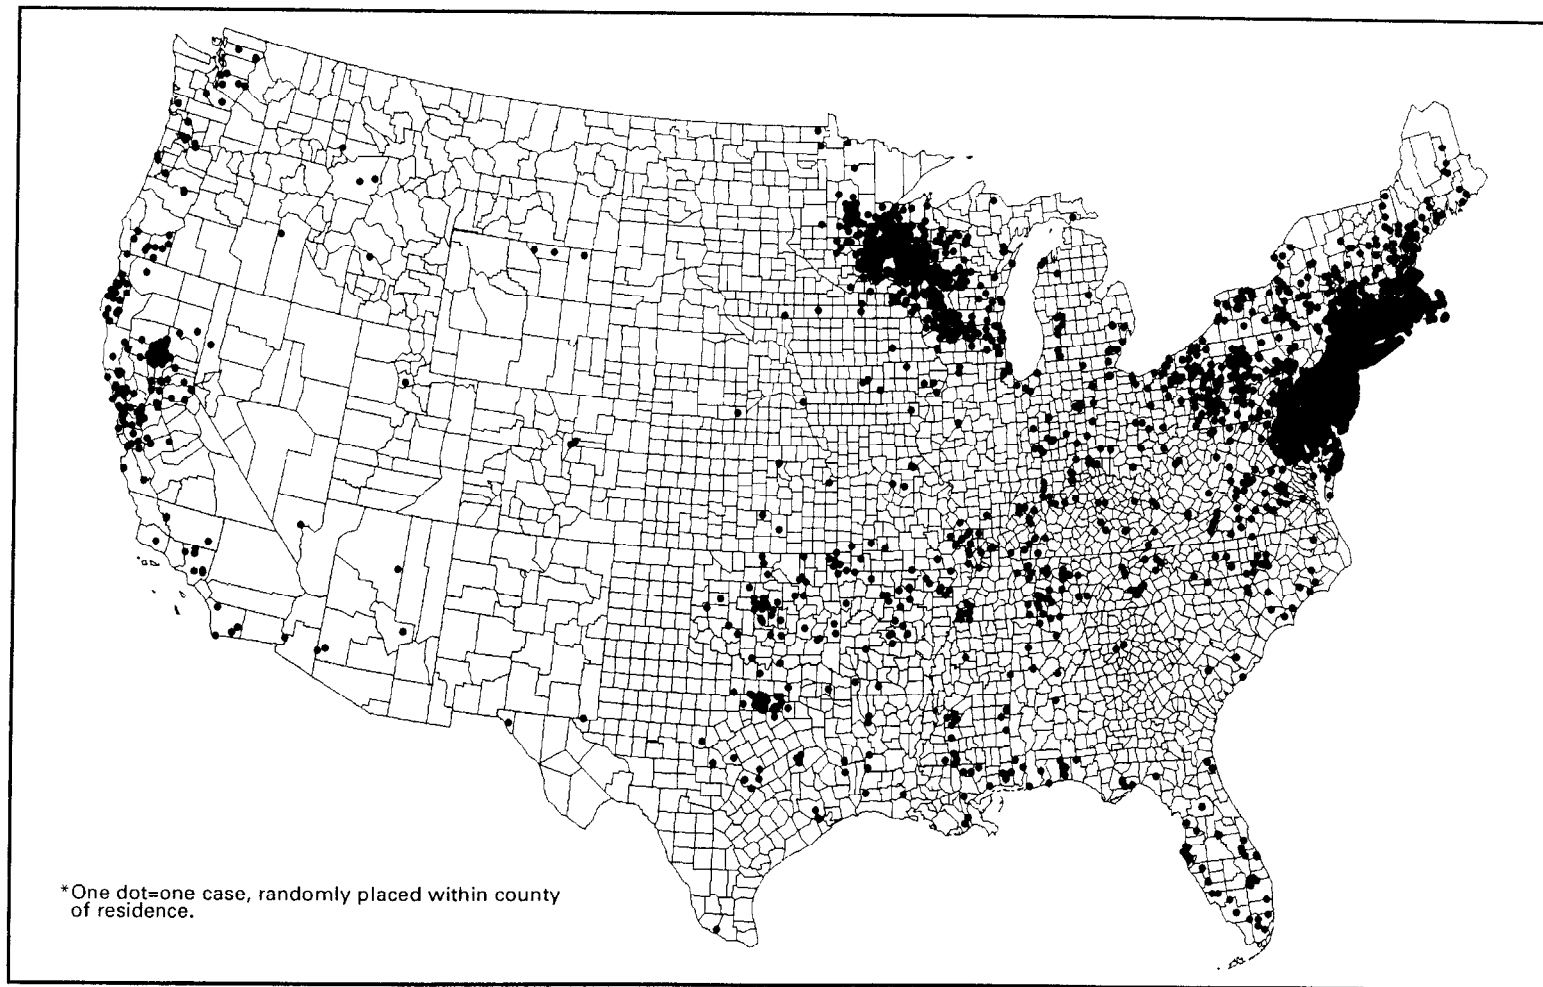 *One dot=one case, randomly placed within county
of residence.